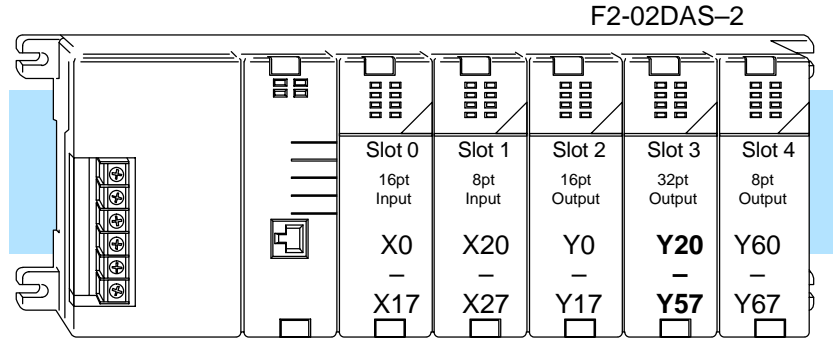 F2-02DAS–2
Slot 0
16pt
Input
X0
–
X17
Slot 1
8pt
Input
X20
–
X27
Slot 2
16pt
Output
Y0
–
Y17
Slot 3
32pt
Output
Y20
–
Y57
Slot 4
8pt
Output
Y60
–
Y67